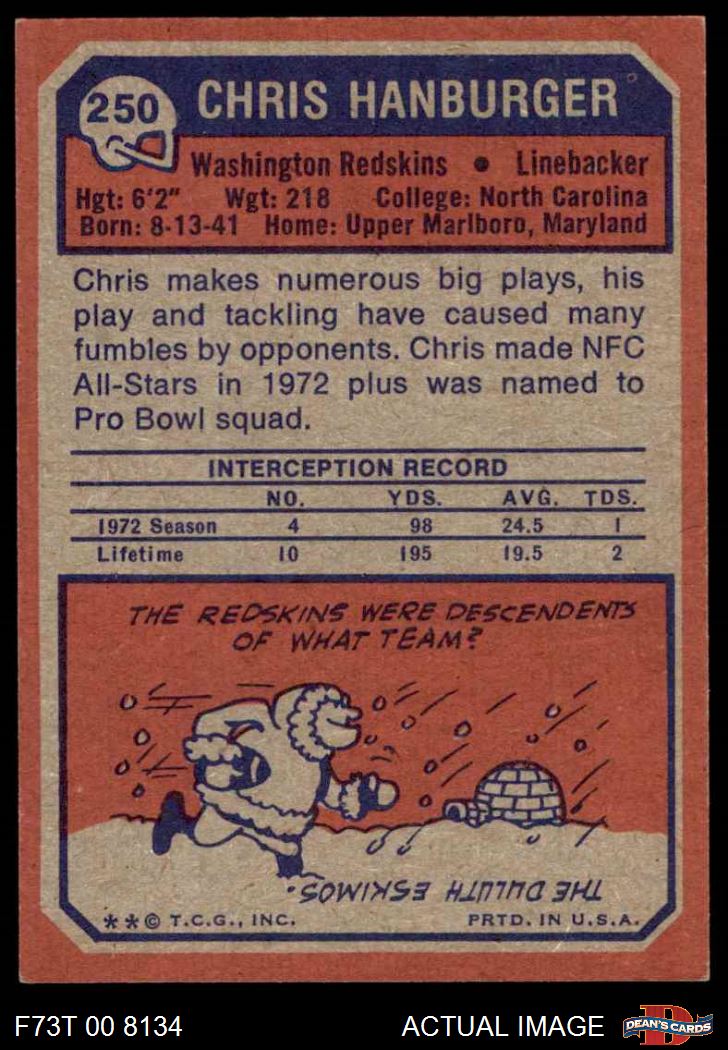 250 CHRIS HANBURGER
Washington Redskins • Linebacker
Hgt: 6'2" Wgt: 218 College: North Carolina
Born: 8-13-41 Home: Upper Marlboro, Maryland
Chris makes numerous big plays, his
play and tackling have caused many
fumbles by opponents. Chris made NFC
All-Stars in 1972 plus was named to
Pro Bowl squad.
INTERCEPTION RECORD
NO. YDS. AVG. TDS.
1972 Season 4 98 24.5 1
Lifetime 10 195 19.5 2
THE REDSKINS WERE DESCENDENTS
OF WHAT TEAM?
THE DULUTH ESKIMOS.
**© T.C.G., INC. PRTD. IN U.S.A.
F73T 00 8134 ACTUAL IMAGE D DEAN'S CARDS